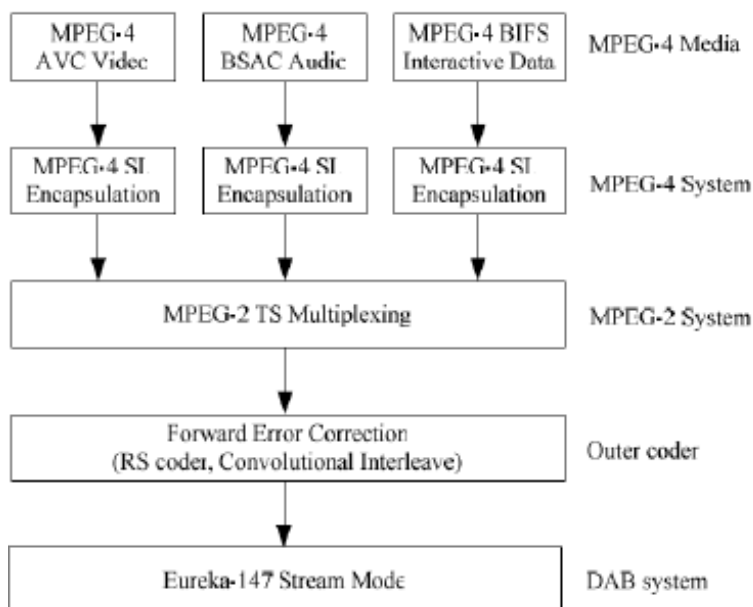 MPEG-4
AVC Video
MPEG-4
BSAC Audio
MPEG-4 BIFS
Interactive Data
MPEG-4 Media
MPEG-4 SL
Encapsulation
MPEG-4 SL
Encapsulation
MPEG-4 SL
Encapsulation
MPEG-4 System
MPEG-2 TS Multiplexing
MPEG-2 System
Forward Error Correction
(RS coder, Convolutional Interleave)
Outer coder
Eureka-147 Stream Mode
DAB system